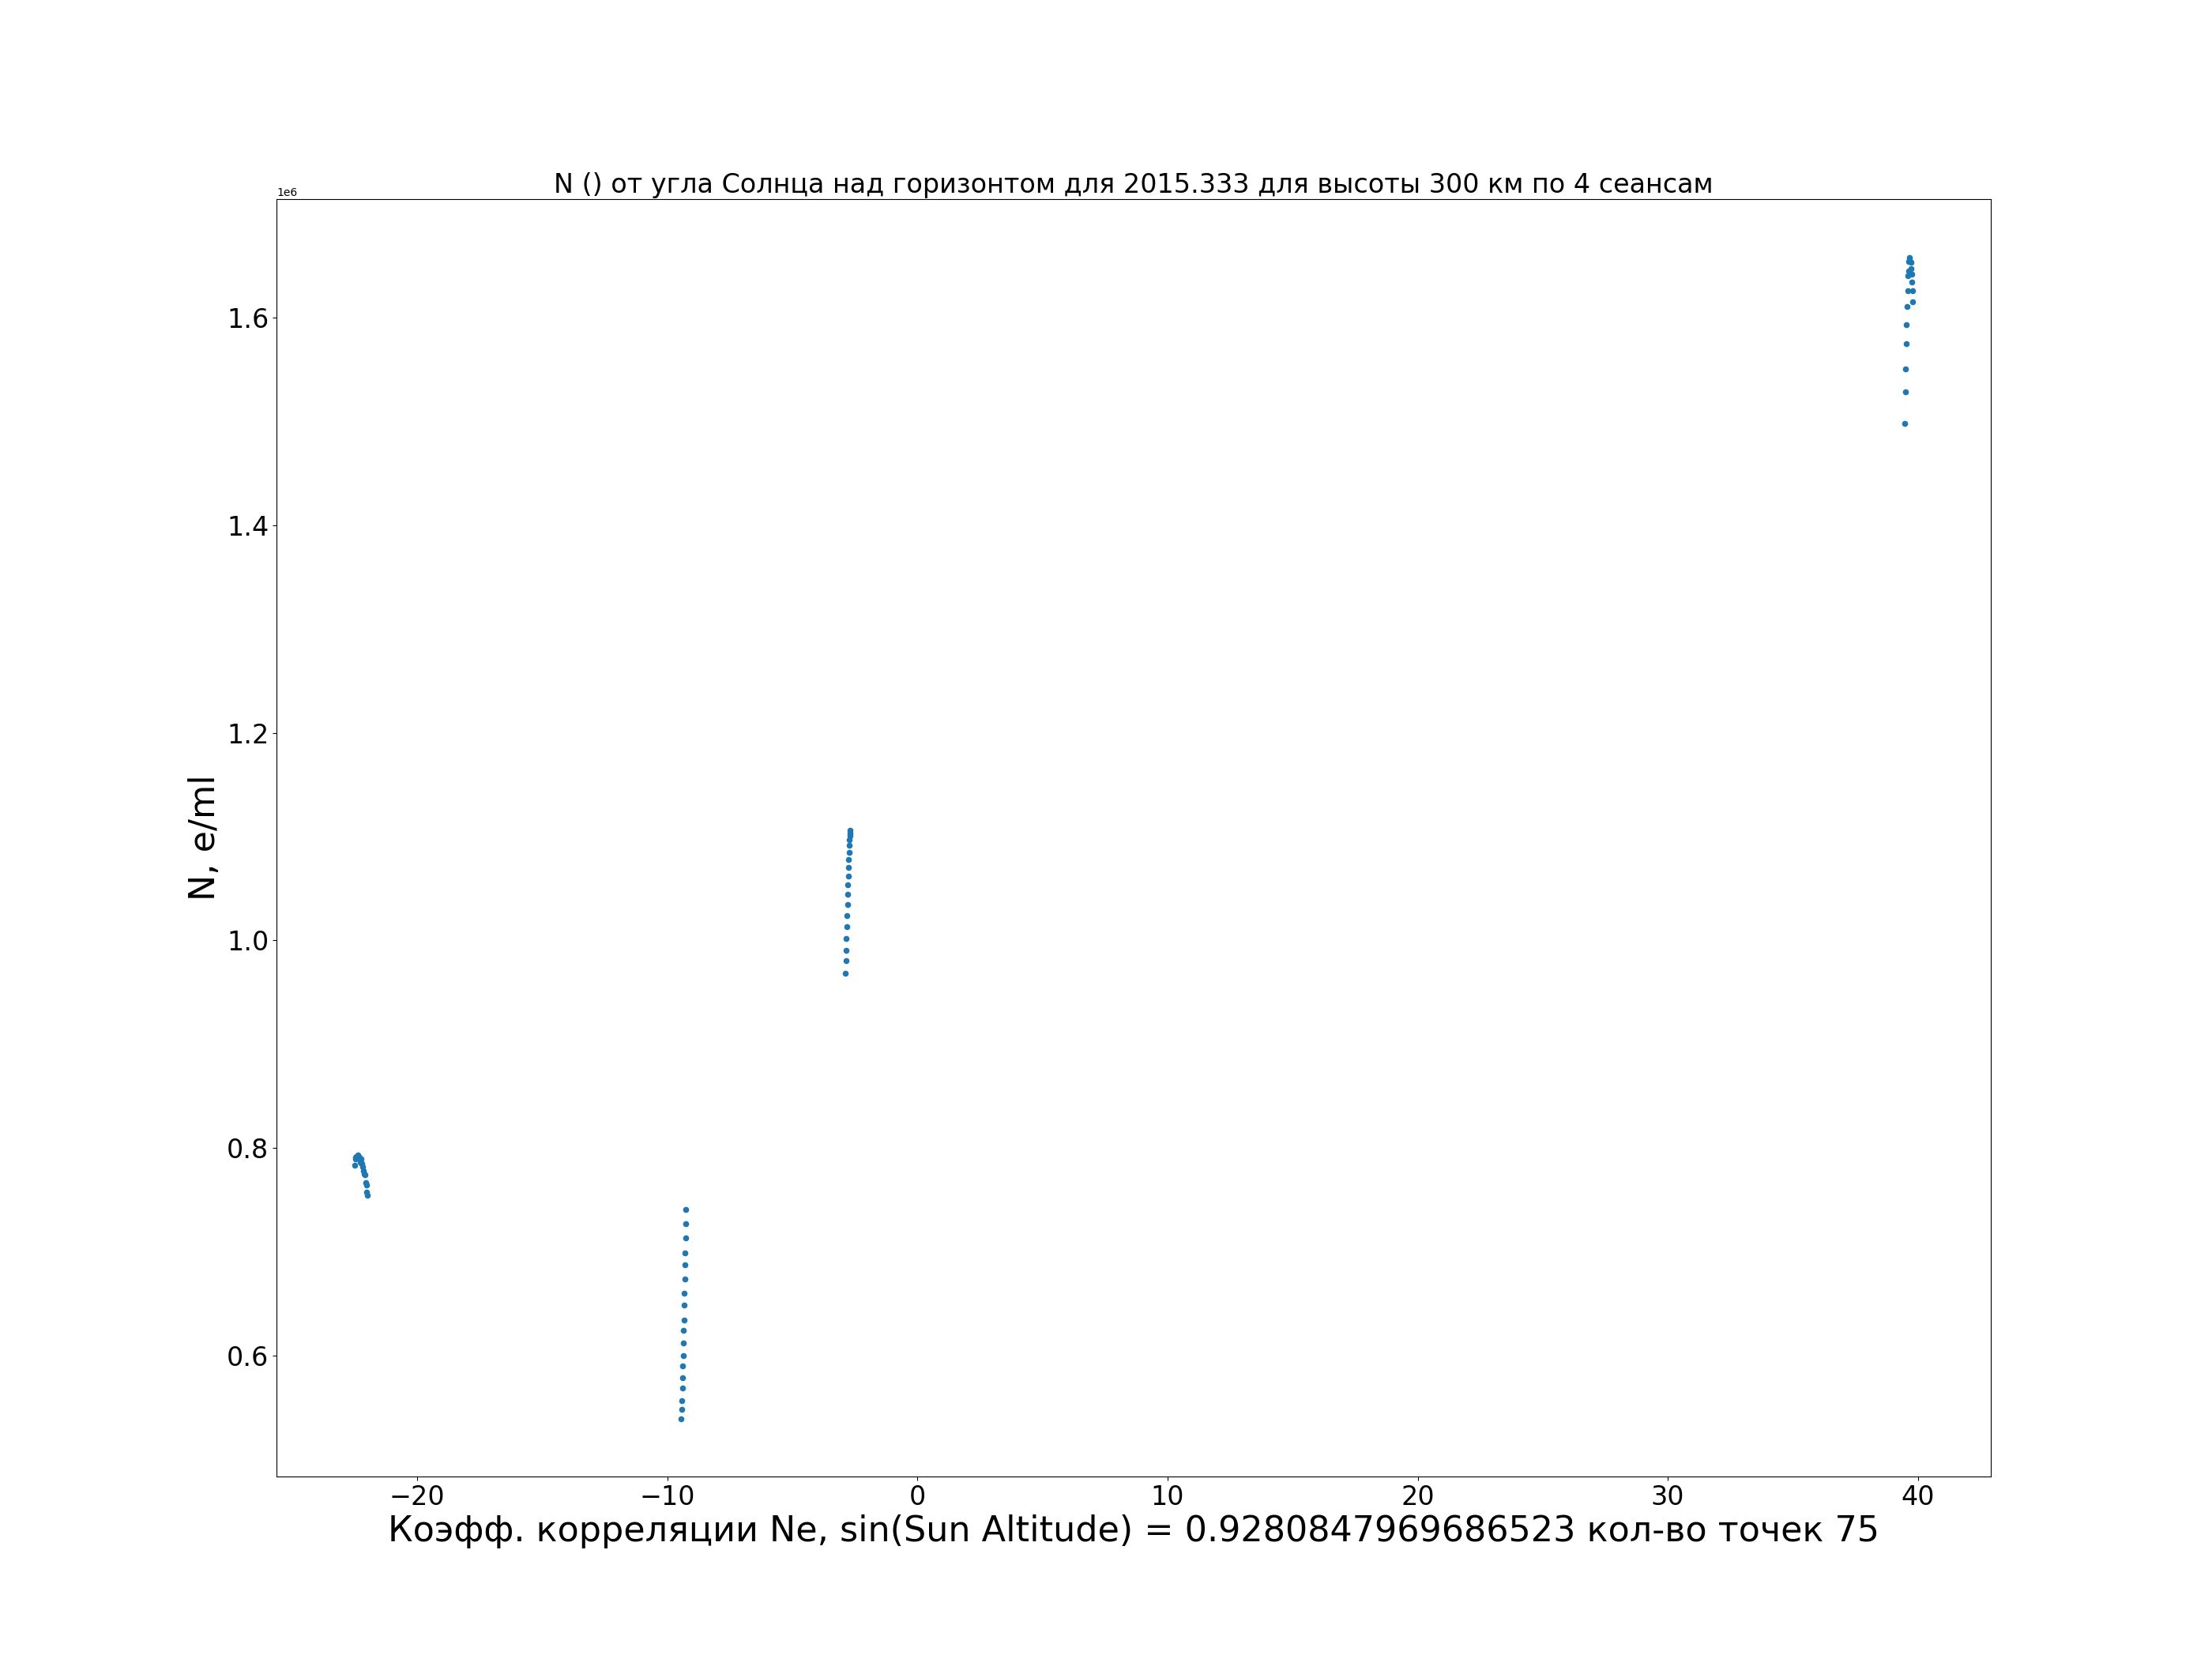 N () от угла Солнца над горизонтом для 2015.333 для высоты 300 км по 4 сеансам
1e6
1.6
1.4
1.2
1.0
0.8
0.6
N, e/ml
−20 −10 0 10 20 30 40
Коэфф. корреляции Ne, sin(Sun Altitude) = 0.9280847969686523 кол-во точек 75